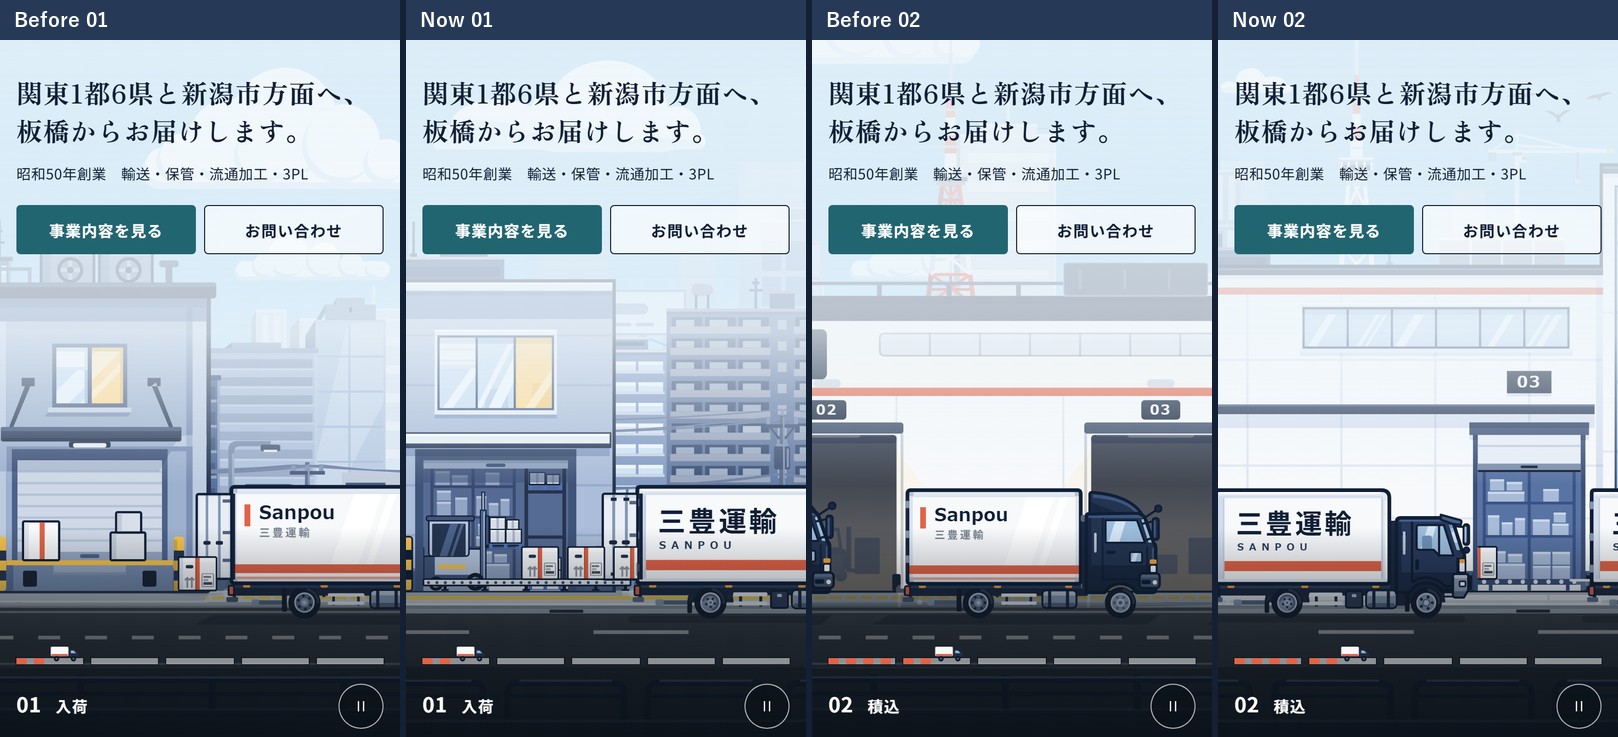 Before 01
関東1都6県と新潟市方面へ、
板橋からお届けします。
昭和50年創業　輸送・保管・流通加工・3PL
事業内容を見る
お問い合わせ
Sanpou
三豊運輸
01 入荷
Now 01
関東1都6県と新潟市方面へ、
板橋からお届けします。
昭和50年創業　輸送・保管・流通加工・3PL
事業内容を見る
お問い合わせ
三豊運輸
SANPOU
01 入荷
Before 02
関東1都6県と新潟市方面へ、
板橋からお届けします。
昭和50年創業　輸送・保管・流通加工・3PL
事業内容を見る
お問い合わせ
02
03
Sanpou
三豊運輸
02 積込
Now 02
関東1都6県と新潟市方面へ、
板橋からお届けします。
昭和50年創業　輸送・保管・流通加工・3PL
事業内容を見る
お問い合わせ
03
三豊運輸
SANPOU
02 積込